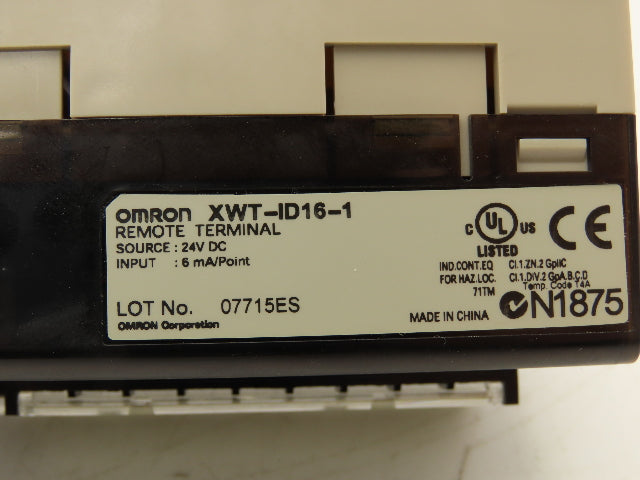 OMRON XWT-ID16-1
REMOTE TERMINAL
SOURCE : 24V DC
INPUT : 6 mA/Point
LOT No. 07715ES
OMRON Corporation
C UL US
LISTED
CE
IND.CONT.EQ Cl.1.ZN.2 GpIIC
FOR HAZ.LOC. Cl.1.DIV.2 GpA,B,C,D
71TM Temp. Code T4A
MADE IN CHINA N1875